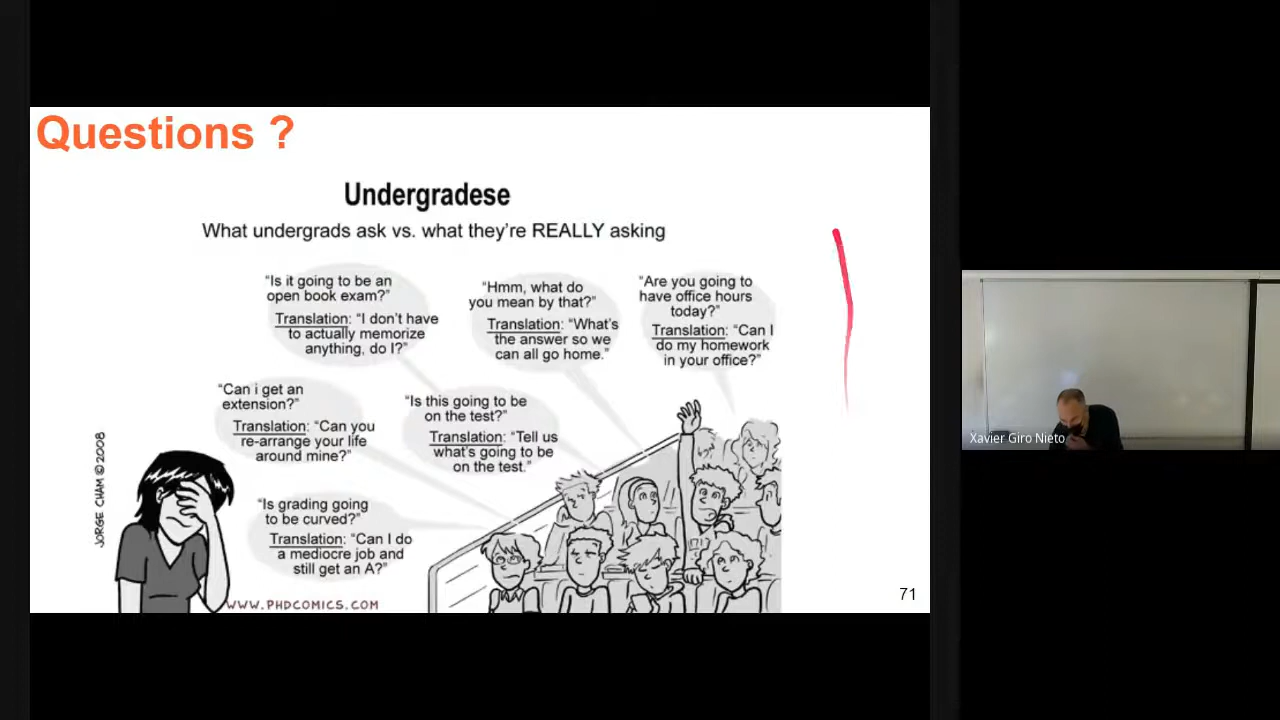 Questions ?
Undergradese
What undergrads ask vs. what they're REALLY asking
"Is it going to be an
open book exam?"
Translation: "I don't have
to actually memorize
anything, do I?"
"Hmm, what do
you mean by that?"
Translation: "What's
the answer so we
can all go home."
"Are you going to
have office hours
today?"
Translation: "Can I
do my homework
in your office?"
"Can i get an
extension?"
Translation: "Can you
re-arrange your life
around mine?"
"Is this going to be
on the test?"
Translation: "Tell us
what's going to be
on the test."
"Is grading going
to be curved?"
Translation: "Can I do
a mediocre job and
still get an A?"
JORGE CHAM © 2008
WWW.PHDCOMICS.COM
71
Xavier Giro Nieto